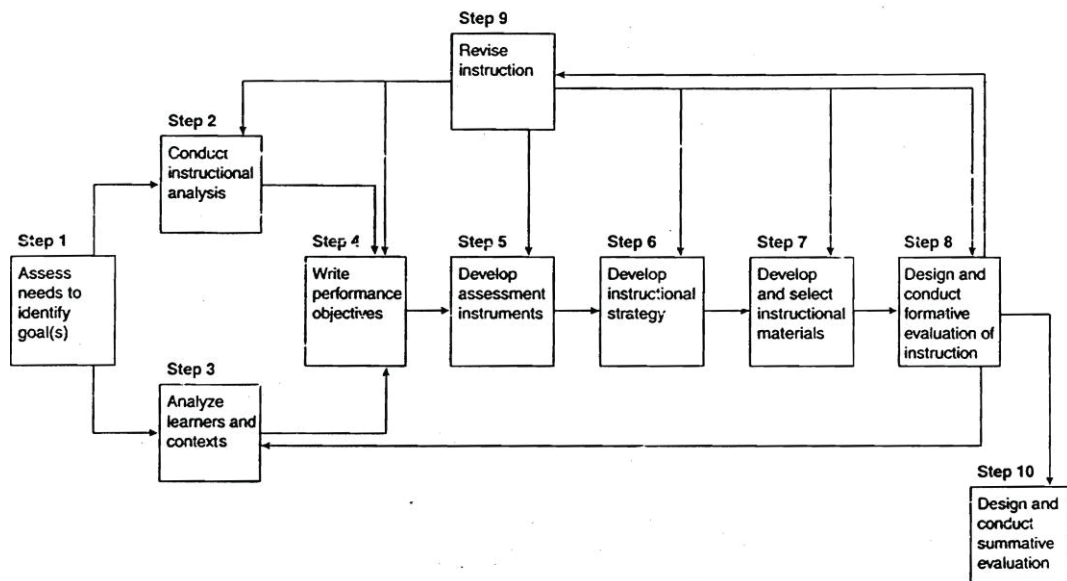 Step 9
Revise
instruction
Step 2
Conduct
instructional
analysis
Step 1
Assess
needs to
identify
goal(s)
Step 3
Analyze
learners and
contexts
Step 4
Write
performance
objectives
Step 5
Develop
assessment
instruments
Step 6
Develop
instructional
strategy
Step 7
Develop
and select
instructional
materials
Step 8
Design and
conduct
formative
evaluation of
instruction
Step 10
Design and
conduct
summative
evaluation